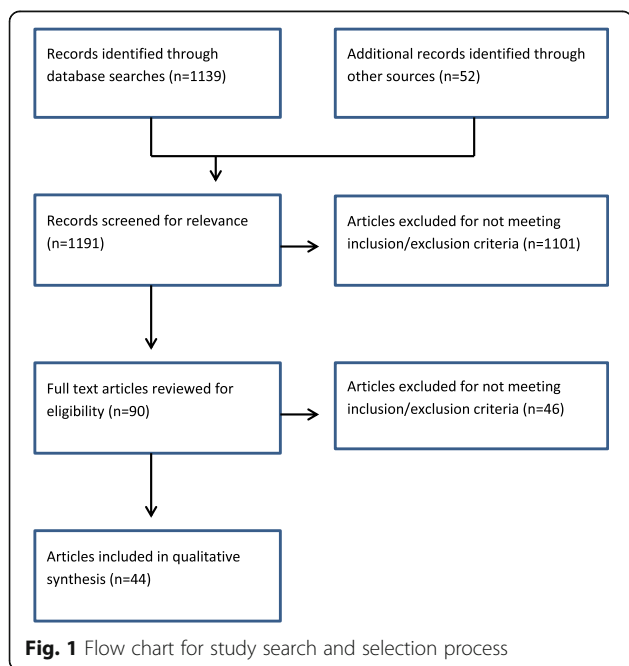 Records identified through
database searches (n=1139)
Additional records identified through
other sources (n=52)
Records screened for relevance
(n=1191)
Articles excluded for not meeting
inclusion/exclusion criteria (n=1101)
Full text articles reviewed for
eligibility (n=90)
Articles excluded for not meeting
inclusion/exclusion criteria (n=46)
Articles included in qualitative
synthesis (n=44)
Fig. 1 Flow chart for study search and selection process